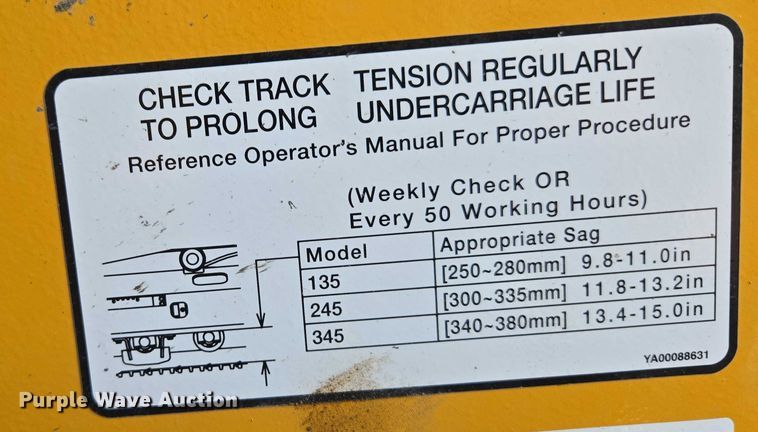 CHECK TRACK TENSION REGULARLY
TO PROLONG UNDERCARRIAGE LIFE
Reference Operator's Manual For Proper Procedure
(Weekly Check OR
Every 50 Working Hours)
Model Appropriate Sag
135 [250~280mm] 9.8-11.0in
245 [300~335mm] 11.8-13.2in
345 [340~380mm] 13.4-15.0in
YA00088631
Purple Wave Auction